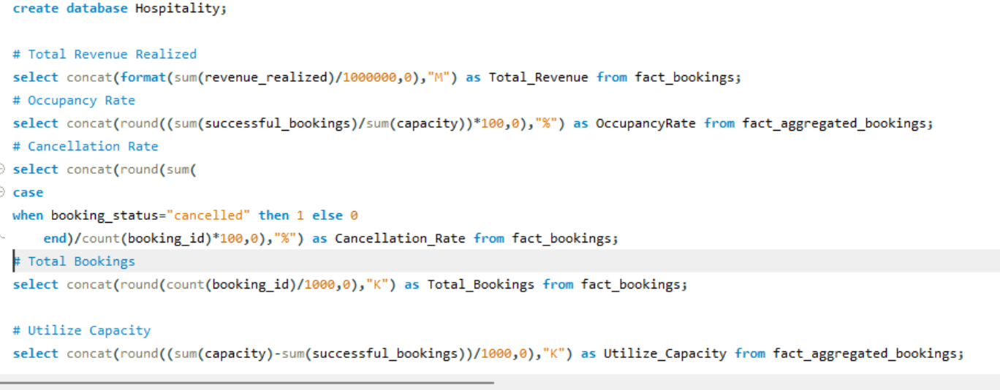 create database Hospitality;
# Total Revenue Realized
select concat(format(sum(revenue_realized)/1000000,0),"M") as Total_Revenue from fact_bookings;
# Occupancy Rate
select concat(round((sum(successful_bookings)/sum(capacity))*100,0),"%") as OccupancyRate from fact_aggregated_bookings;
# Cancellation Rate
select concat(round(sum(
case
when booking_status="cancelled" then 1 else 0
end)/count(booking_id)*100,0),"%") as Cancellation_Rate from fact_bookings;
# Total Bookings
select concat(round(count(booking_id)/1000,0),"K") as Total_Bookings from fact_bookings;
# Utilize Capacity
select concat(round((sum(capacity)-sum(successful_bookings))/1000,0),"K") as Utilize_Capacity from fact_aggregated_bookings;